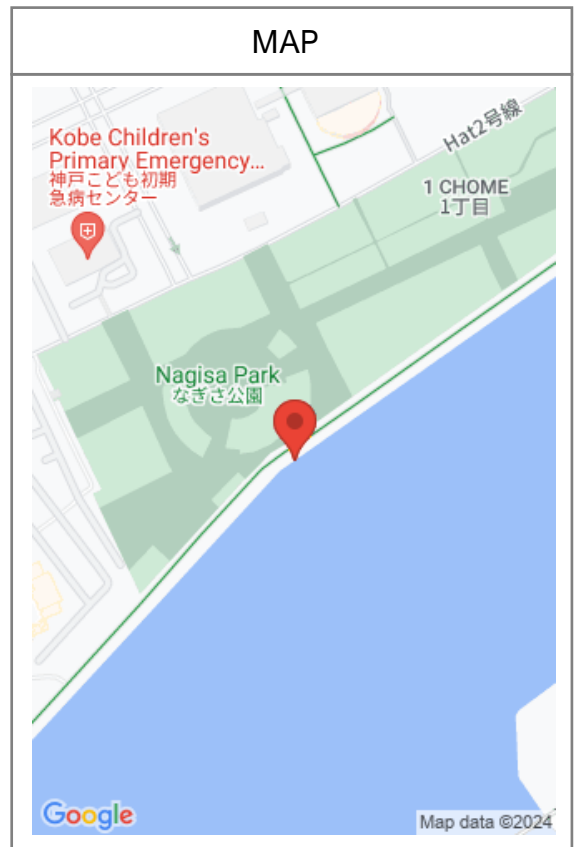 MAP
Kobe Children's
Primary Emergency...
神戸こども初期
急病センター
Hat2号線
1 CHOME
1丁目
Nagisa Park
なぎさ公園
Google
Map data ©2024